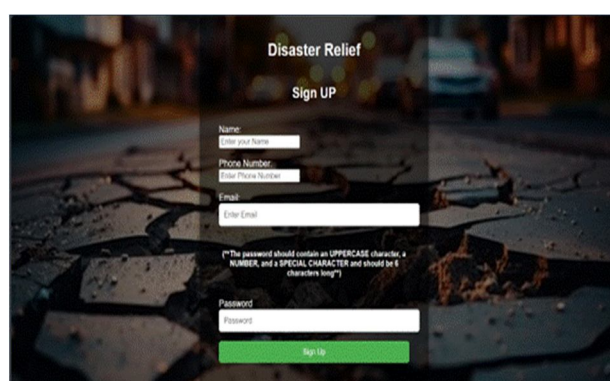 Disaster Relief
Sign UP
Name:
Enter your Name
Phone Number:
Enter Phone Number
Email:
Enter Email
(**The password should contain an UPPERCASE character, a
NUMBER, and a SPECIAL CHARACTER and should be 6
characters long**)
Password
Password
Sign Up